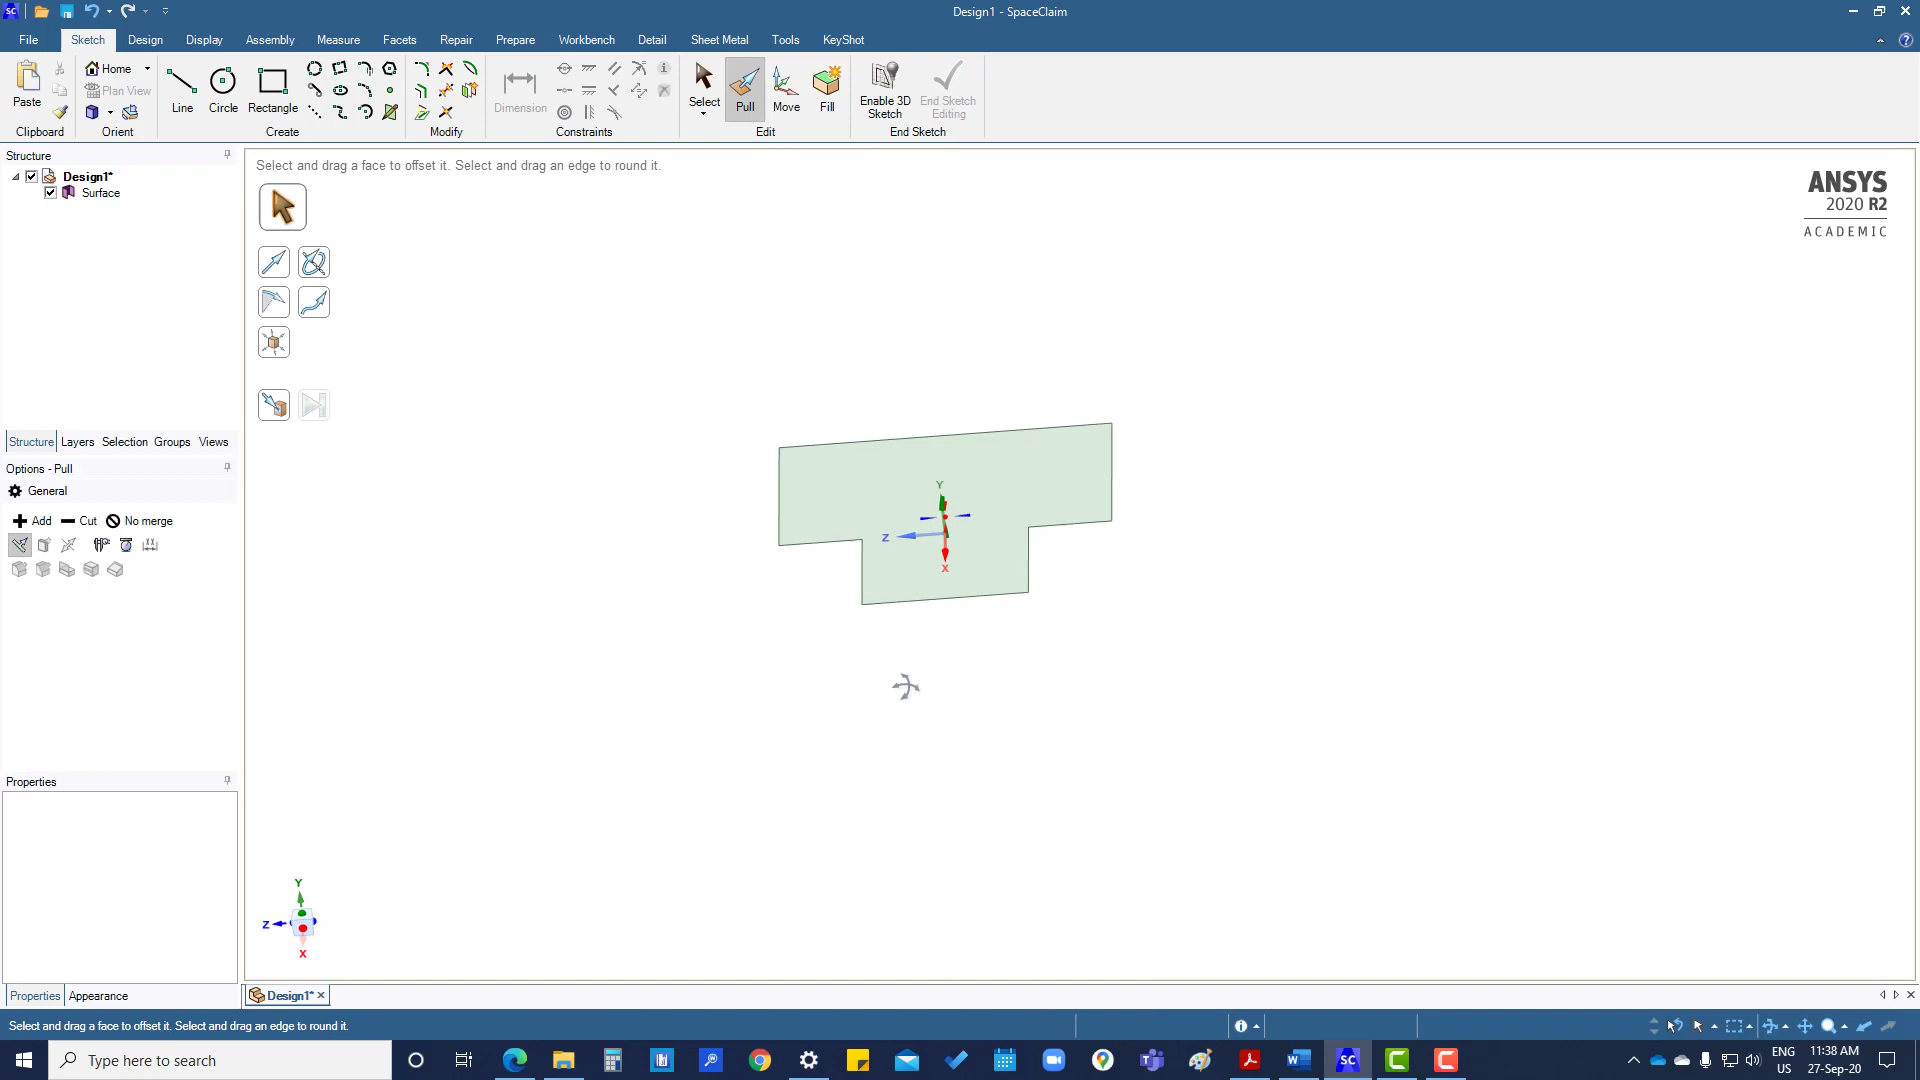 Design1 - SpaceClaim
File Sketch Design Display Assembly Measure Facets Repair Prepare Workbench Detail Sheet Metal Tools KeyShot
Paste
Home
Plan View
Line Circle Rectangle
Dimension
Select Pull Move Fill
Enable 3D Sketch
End Sketch Editing
Clipboard Orient Create Modify Constraints Edit End Sketch
Structure
Design1*
Surface
Select and drag a face to offset it. Select and drag an edge to round it.
ANSYS
2020 R2
ACADEMIC
Structure Layers Selection Groups Views
Options - Pull
General
Add Cut No merge
Y
Z
X
Properties
Y
Z
X
Properties Appearance
Design1*
Select and drag a face to offset it. Select and drag an edge to round it.
Type here to search
ENG
US
11:38 AM
27-Sep-20